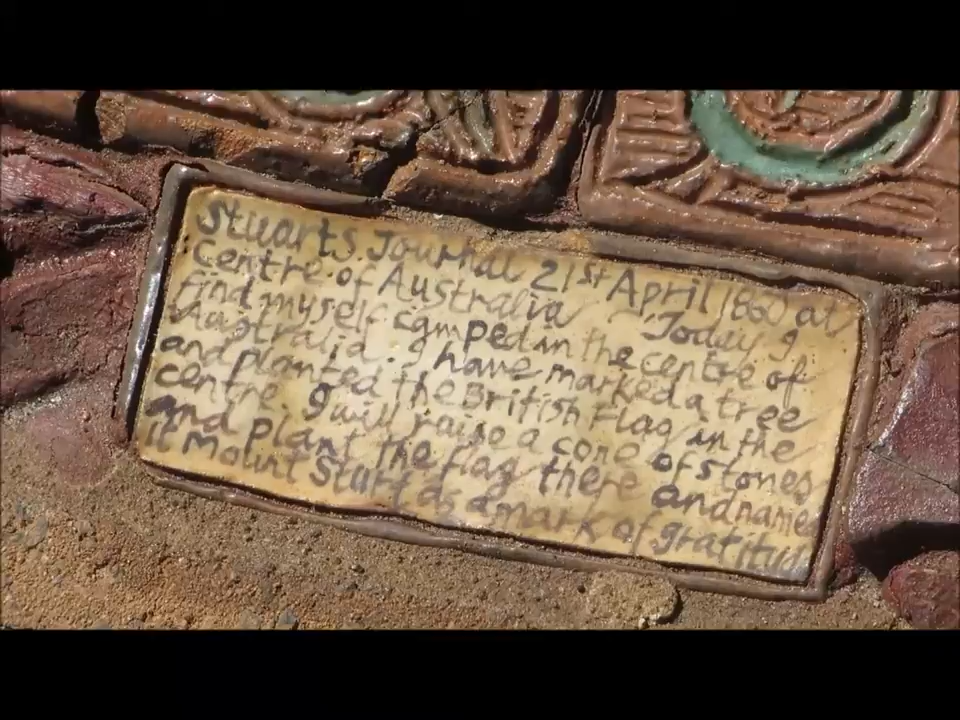 Stuarts Journal 21st April 1860 at
Centre of Australia Today I
find myself camped in the centre of
Australia. I have marked a tree
and planted the British Flag in the
centre. I will raise a cone of stones
and plant the flag there and name
it Mount Sturt as a mark of gratitude